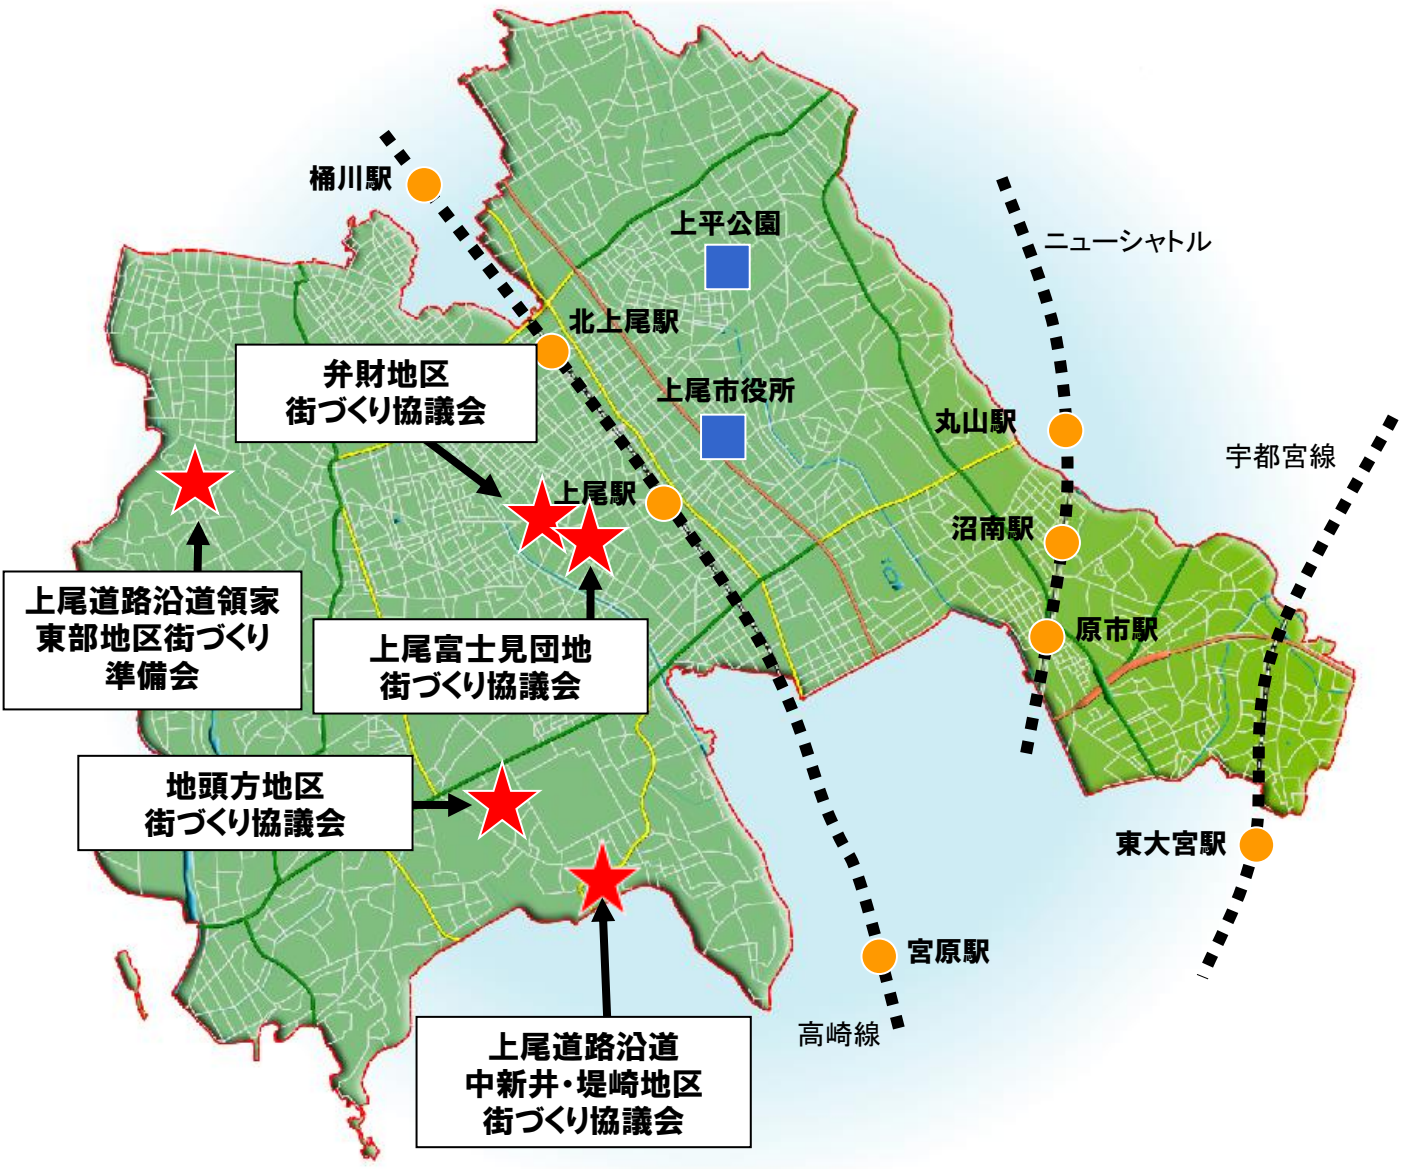 桶川駅
上平公園
ニューシャトル
北上尾駅
弁財地区
街づくり協議会
上尾市役所
丸山駅
宇都宮線
上尾駅
沼南駅
上尾道路沿道領家
東部地区街づくり
準備会
上尾富士見団地
街づくり協議会
原市駅
地頭方地区
街づくり協議会
東大宮駅
宮原駅
高崎線
上尾道路沿道
中新井・堤崎地区
街づくり協議会